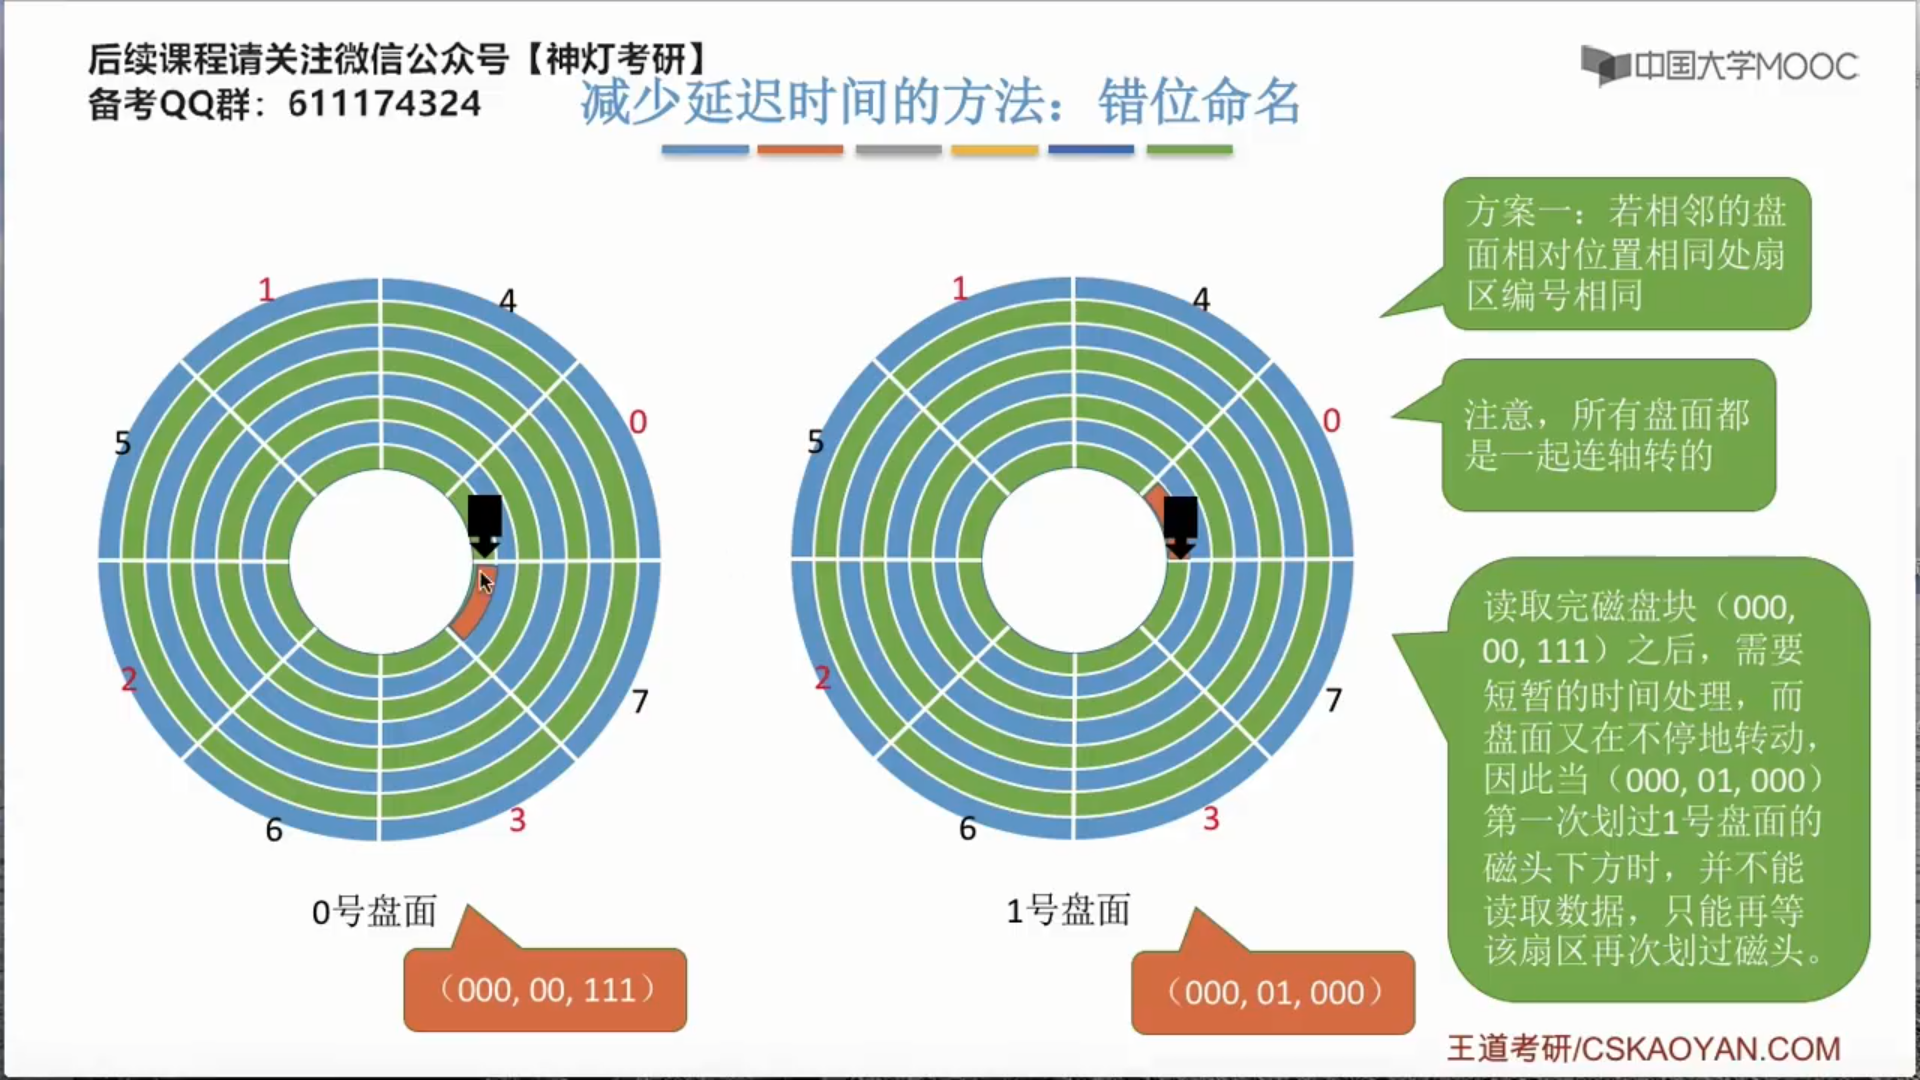 后续课程请关注微信公众号【神灯考研】
备考QQ群：611174324
中国大学MOOC
减少延迟时间的方法：错位命名
方案一：若相邻的盘
面相对位置相同处扇
区编号相同
注意，所有盘面都
是一起连轴转的
读取完磁盘块（000,
00, 111）之后，需要
短暂的时间处理，而
盘面又在不停地转动，
因此当（000, 01, 000）
第一次划过1号盘面的
磁头下方时，并不能
读取数据，只能再等
该扇区再次划过磁头。
1
4
0
5
2
7
6
3
0号盘面
（000, 00, 111）
1
4
0
5
2
7
6
3
1号盘面
（000, 01, 000）
王道考研/CSKAOYAN.COM